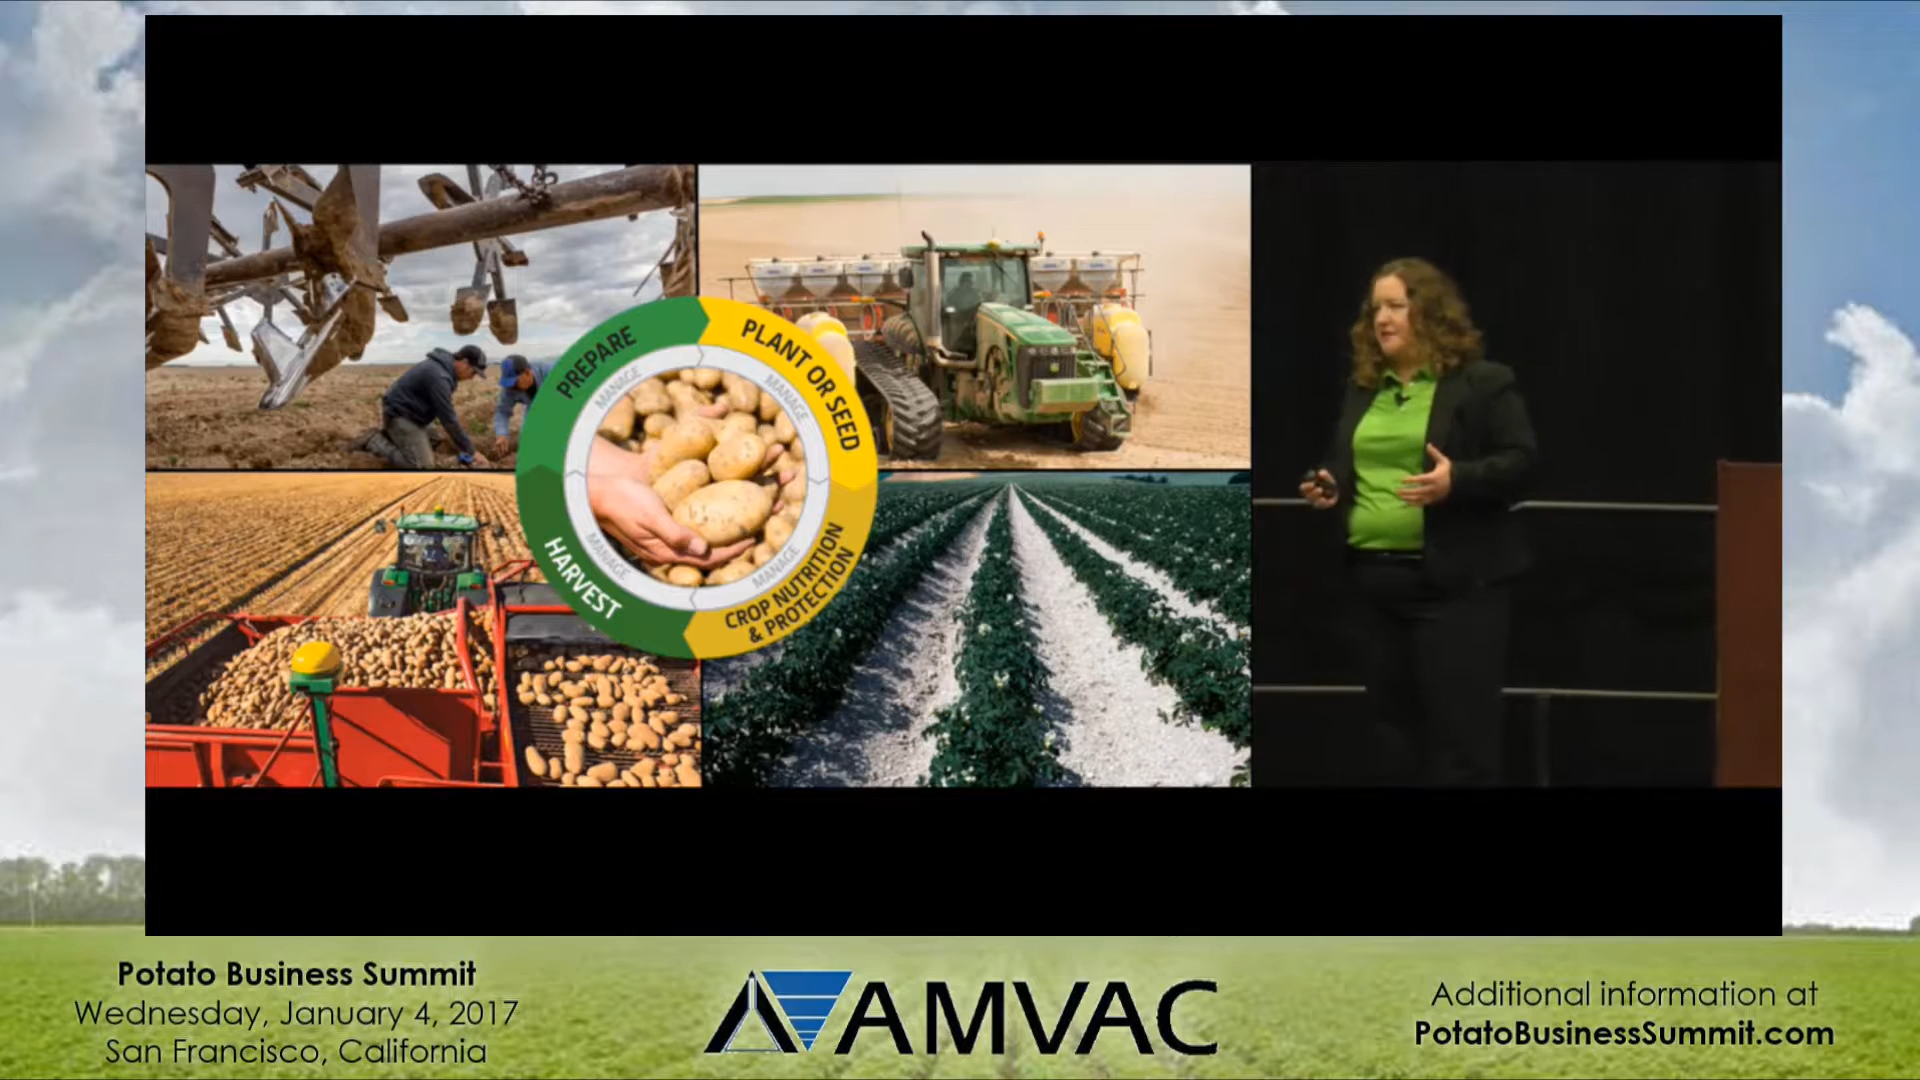 PREPARE
PLANT OR SEED
MANAGE
MANAGE
HARVEST
CROP NUTRITION
& PROTECTION
MANAGE
MANAGE
Potato Business Summit
Wednesday, January 4, 2017
San Francisco, California
AMVAC
Additional information at
PotatoBusinessSummit.com